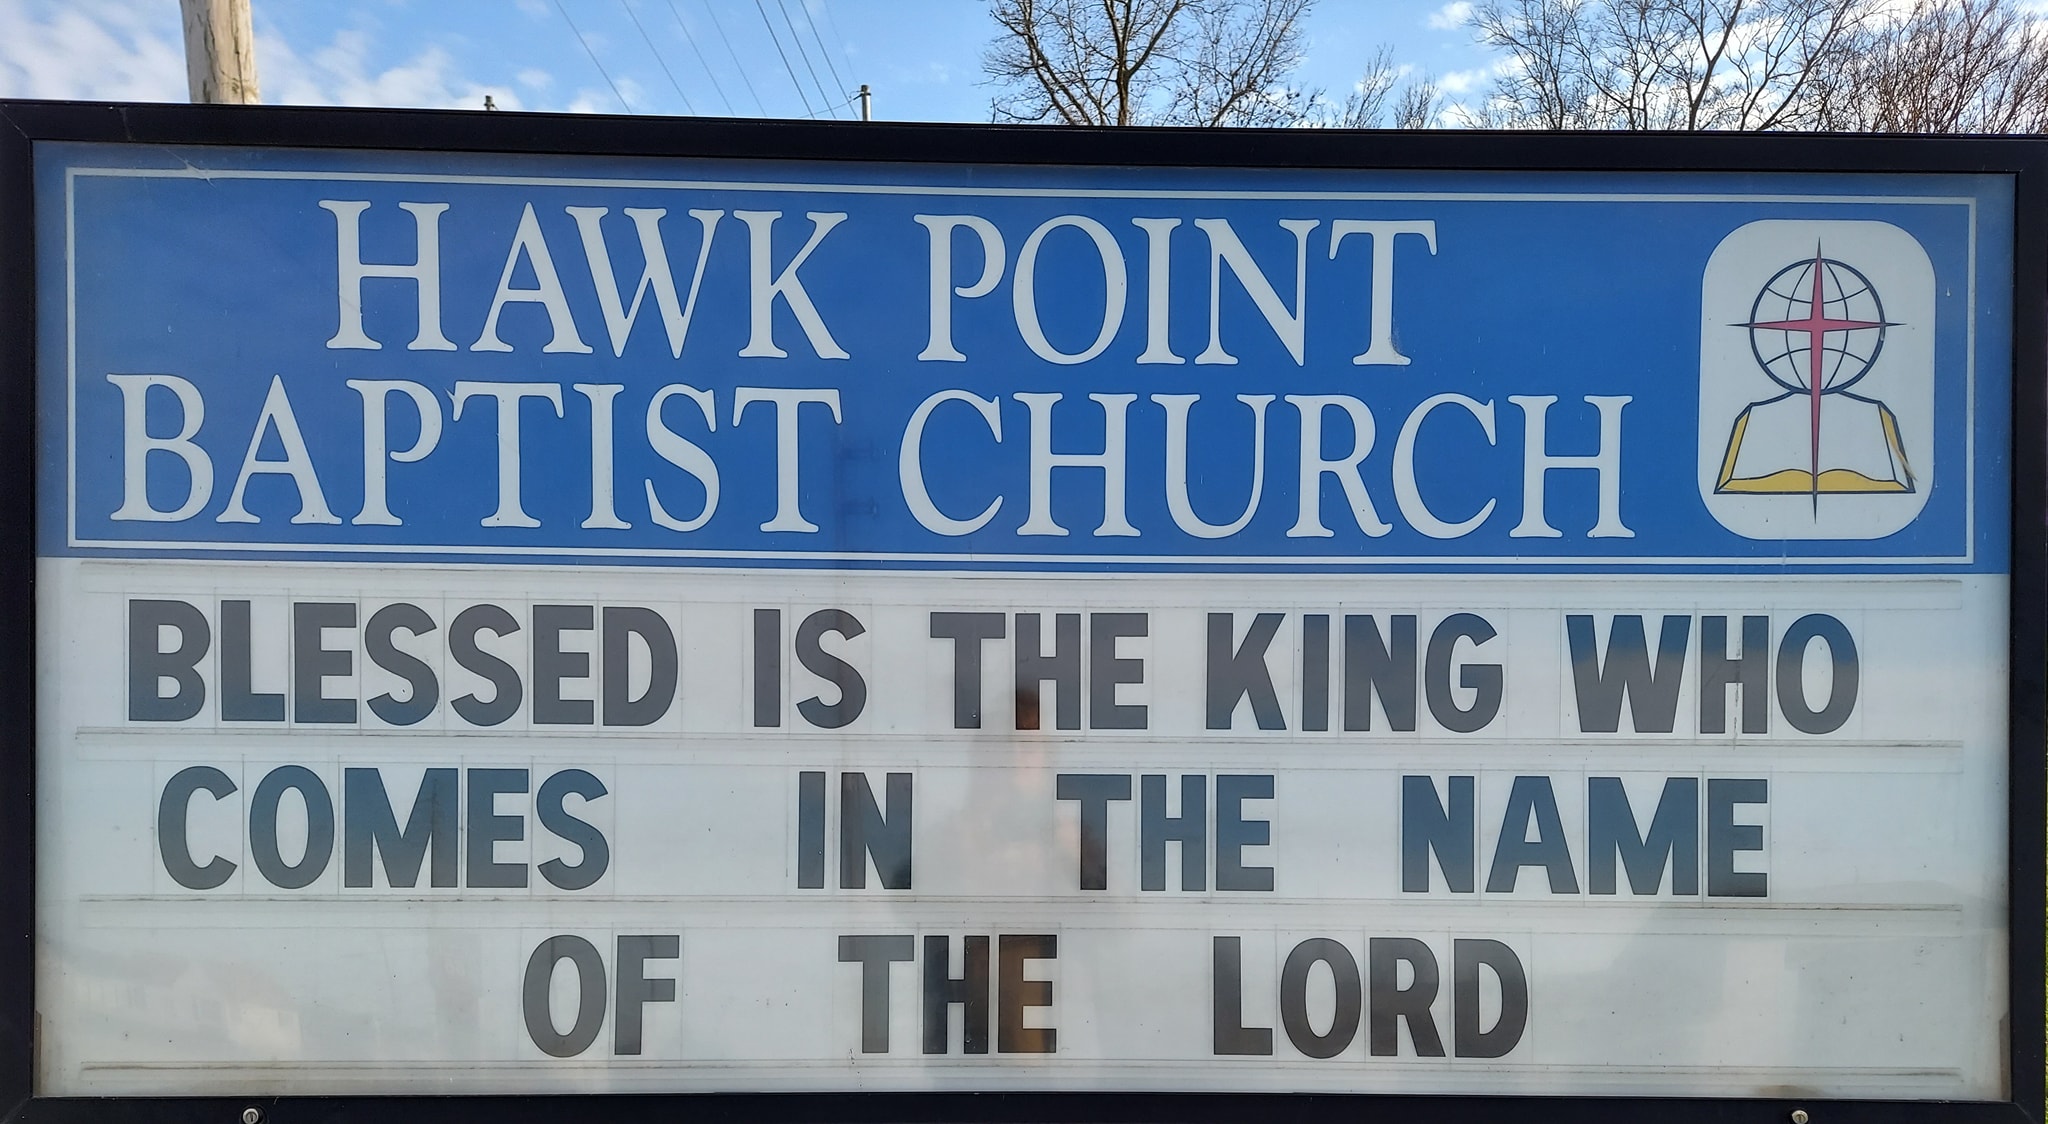 HAWK POINT
BAPTIST CHURCH
BLESSED IS THE KING WHO
COMES IN THE NAME
OF THE LORD